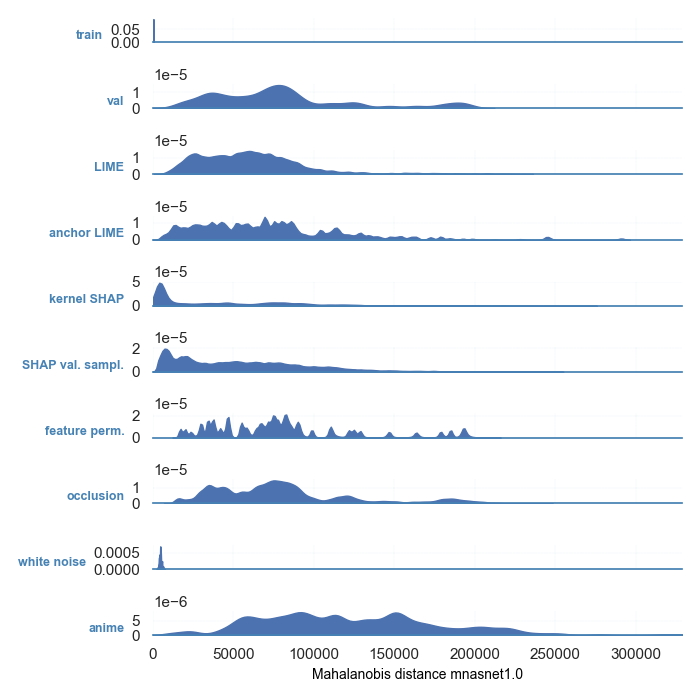 train 0.05
0.00
1e−5
val 1
0
1e−5
LIME 1
0
1e−5
anchor LIME 1
0
1e−5
kernel SHAP 5
0
1e−5
SHAP val. sampl. 2
0
1e−5
feature perm. 2
0
1e−5
occlusion 1
0
white noise 0.0005
0.0000
1e−6
anime 5
0
0 50000 100000 150000 200000 250000 300000
Mahalanobis distance mnasnet1.0